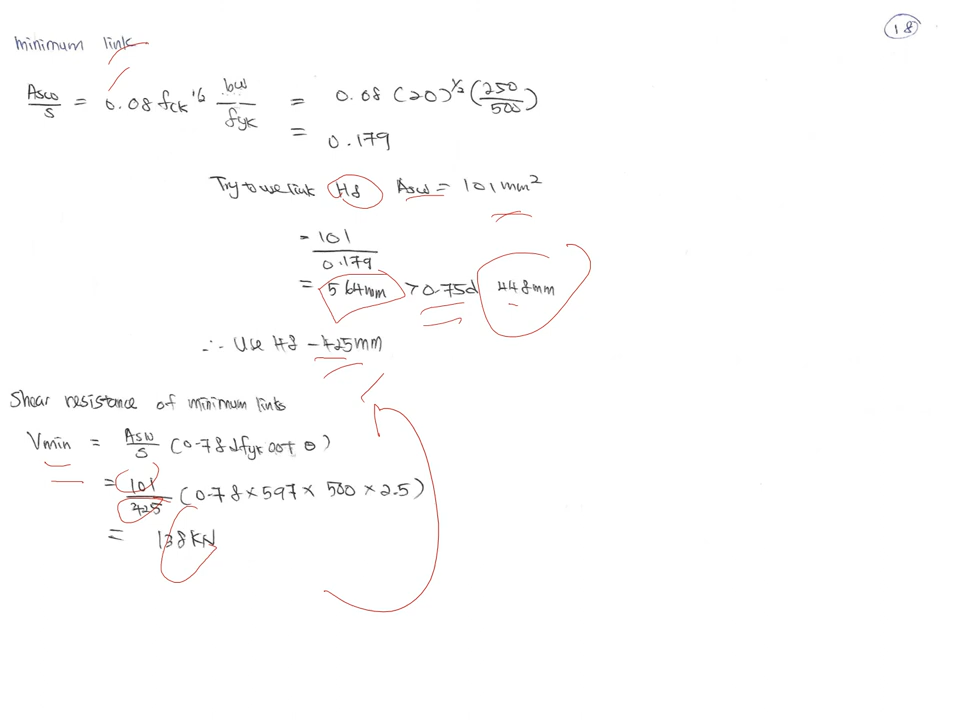 18
minimum link
Asw/s = 0.08 fck^1/2 bw/fyk = 0.08 (20)^1/2 (250/500)
= 0.179
Try to use link H8 Asw = 101 mm²
= 101/0.179
= 564mm > 0.75d 448mm
∴ Use H8 - 425mm
Shear resistance of minimum links
Vmin = Asw/s (0.78 d fyk cot θ)
= 101/425 (0.78 × 597 × 500 × 2.5)
= 138KN